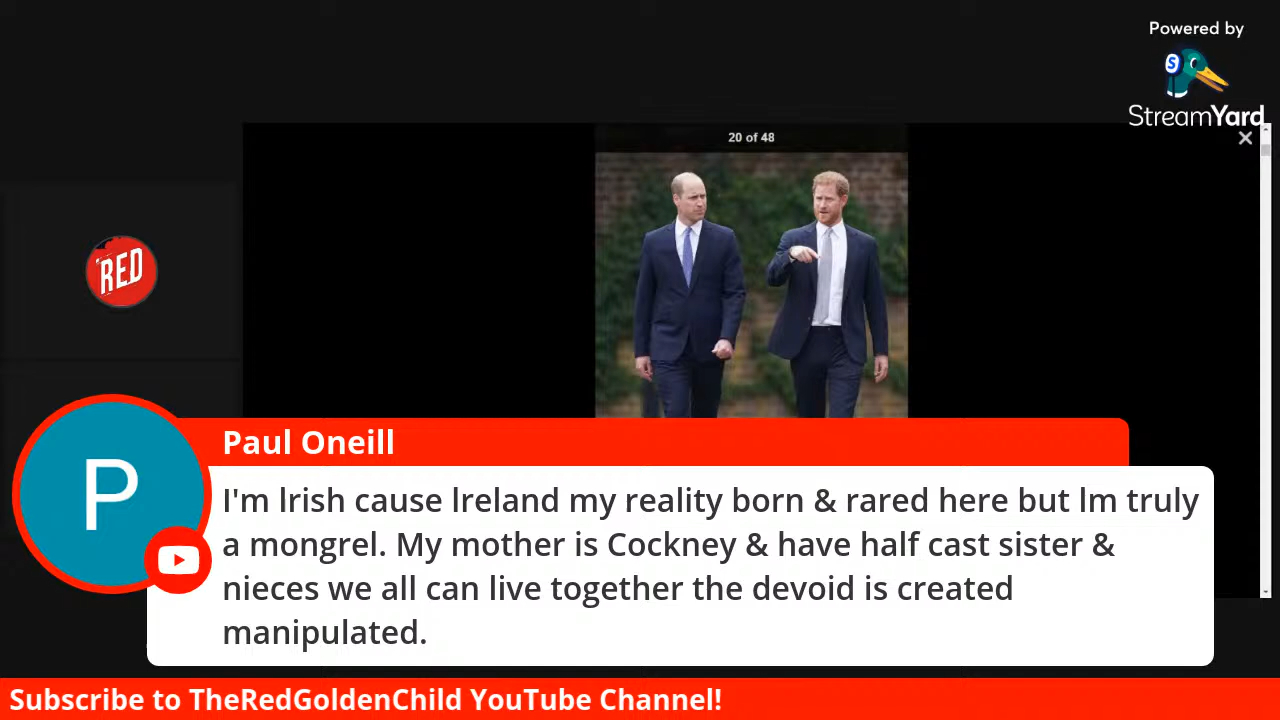 Powered by
S
StreamYard
20 of 48
RED
P
Paul Oneill
I'm lrish cause lreland my reality born & rared here but lm truly
a mongrel. My mother is Cockney & have half cast sister &
nieces we all can live together the devoid is created
manipulated.
Subscribe to TheRedGoldenChild YouTube Channel!